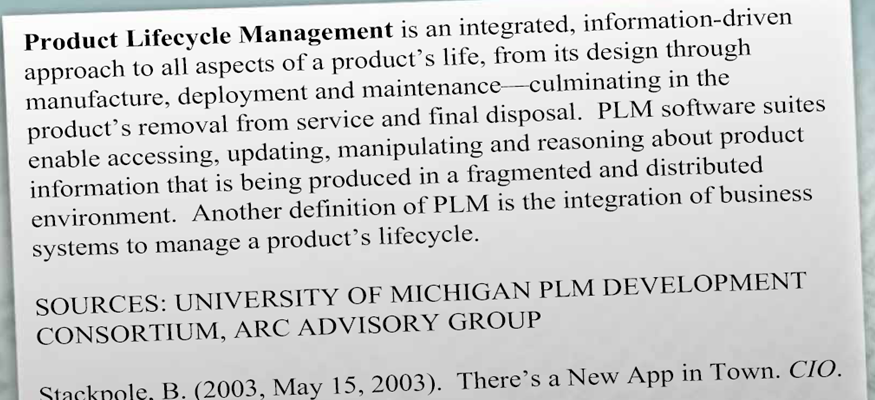 Product Lifecycle Management is an integrated, information-driven
approach to all aspects of a product's life, from its design through
manufacture, deployment and maintenance—culminating in the
product's removal from service and final disposal.  PLM software suites
enable accessing, updating, manipulating and reasoning about product
information that is being produced in a fragmented and distributed
environment.  Another definition of PLM is the integration of business
systems to manage a product's lifecycle.
SOURCES: UNIVERSITY OF MICHIGAN PLM DEVELOPMENT
CONSORTIUM, ARC ADVISORY GROUP
Stackpole, B. (2003, May 15, 2003).  There's a New App in Town. CIO.